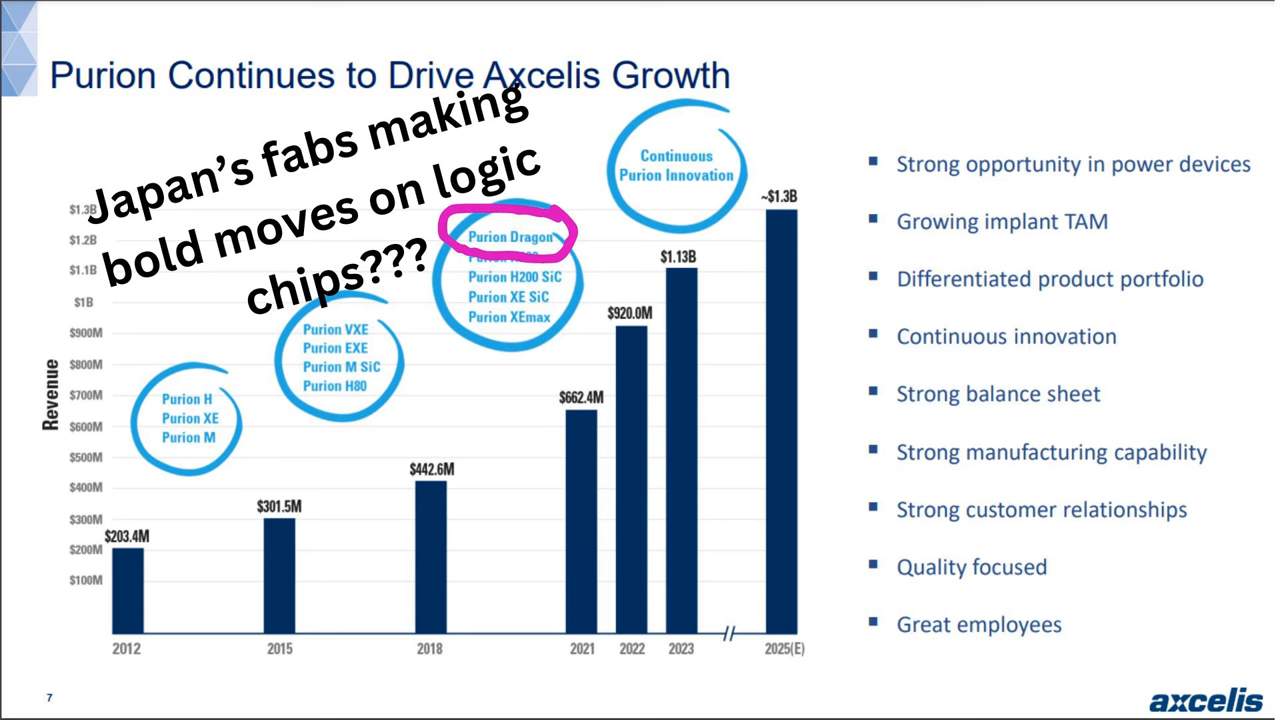 Purion Continues to Drive Axcelis Growth
Japan's fabs making
bold moves on logic
chips???
Revenue
$1.3B
$1.2B
$1.1B
$1B
$900M
$800M
$700M
$600M
$500M
$400M
$300M
$200M
$100M
Purion H
Purion XE
Purion M
Purion VXE
Purion EXE
Purion M SiC
Purion H80
Purion Dragon
Purion H200 SiC
Purion XE SiC
Purion XEmax
Continuous
Purion Innovation
$203.4M
$301.5M
$442.6M
$662.4M
$920.0M
$1.13B
~$1.3B
2012
2015
2018
2021
2022
2023
2025(E)
Strong opportunity in power devices
Growing implant TAM
Differentiated product portfolio
Continuous innovation
Strong balance sheet
Strong manufacturing capability
Strong customer relationships
Quality focused
Great employees
7
axcelis